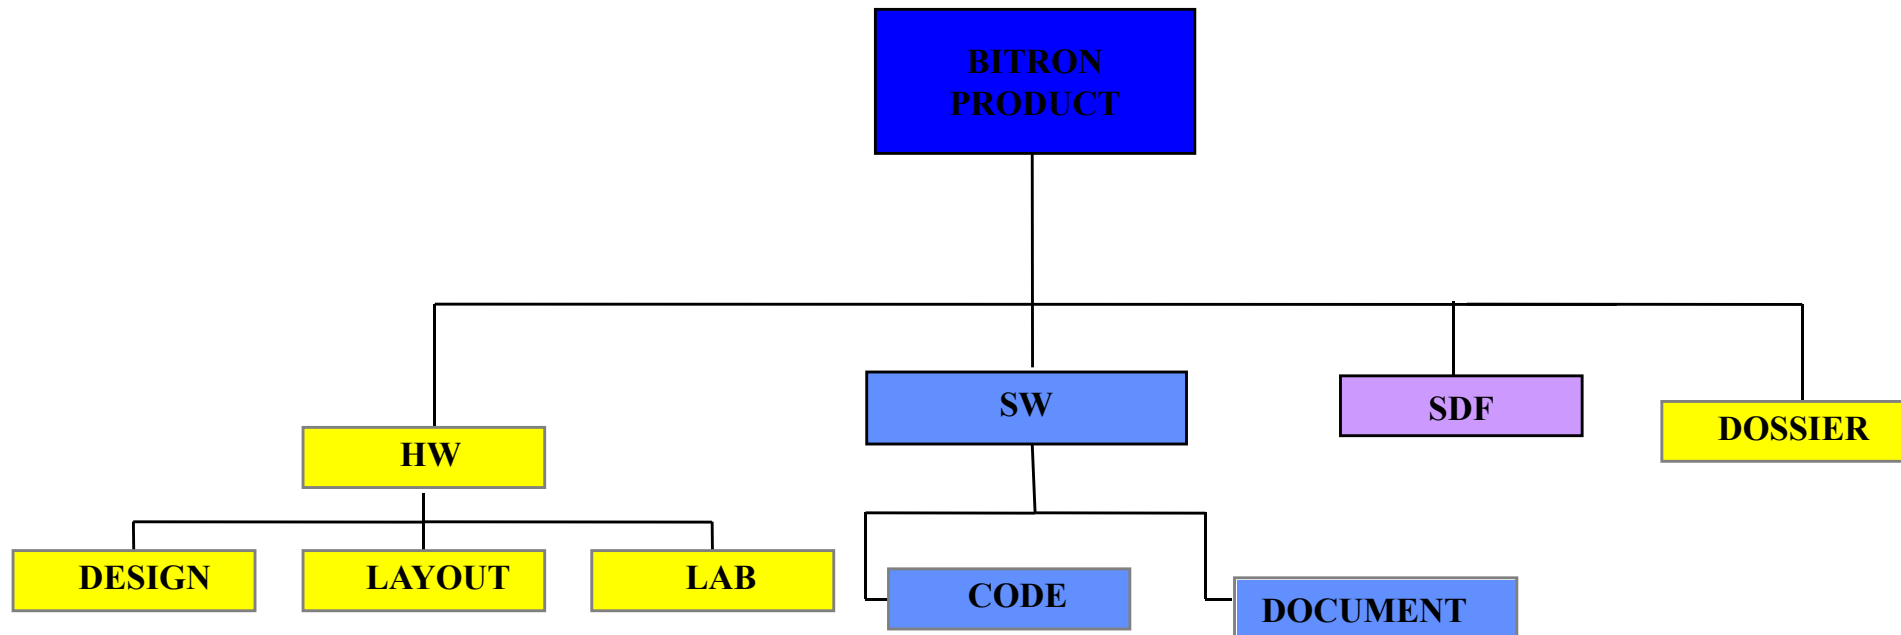 BITRON
PRODUCT
SW
SDF
DOSSIER
HW
DESIGN
LAYOUT
LAB
CODE
DOCUMENT